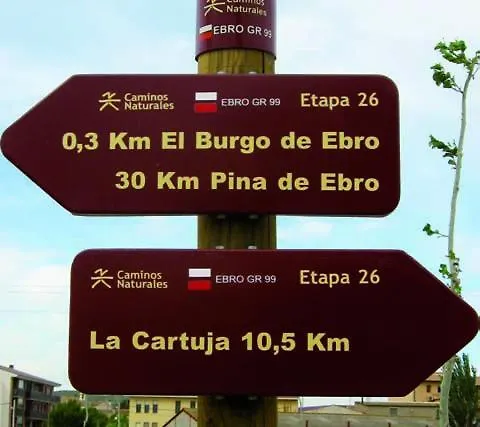 Caminos
Naturales
EBRO GR 99
Caminos Naturales EBRO GR 99 Etapa 26
0,3 Km El Burgo de Ebro
30 Km Pina de Ebro
Caminos Naturales EBRO GR 99 Etapa 26
La Cartuja 10,5 Km